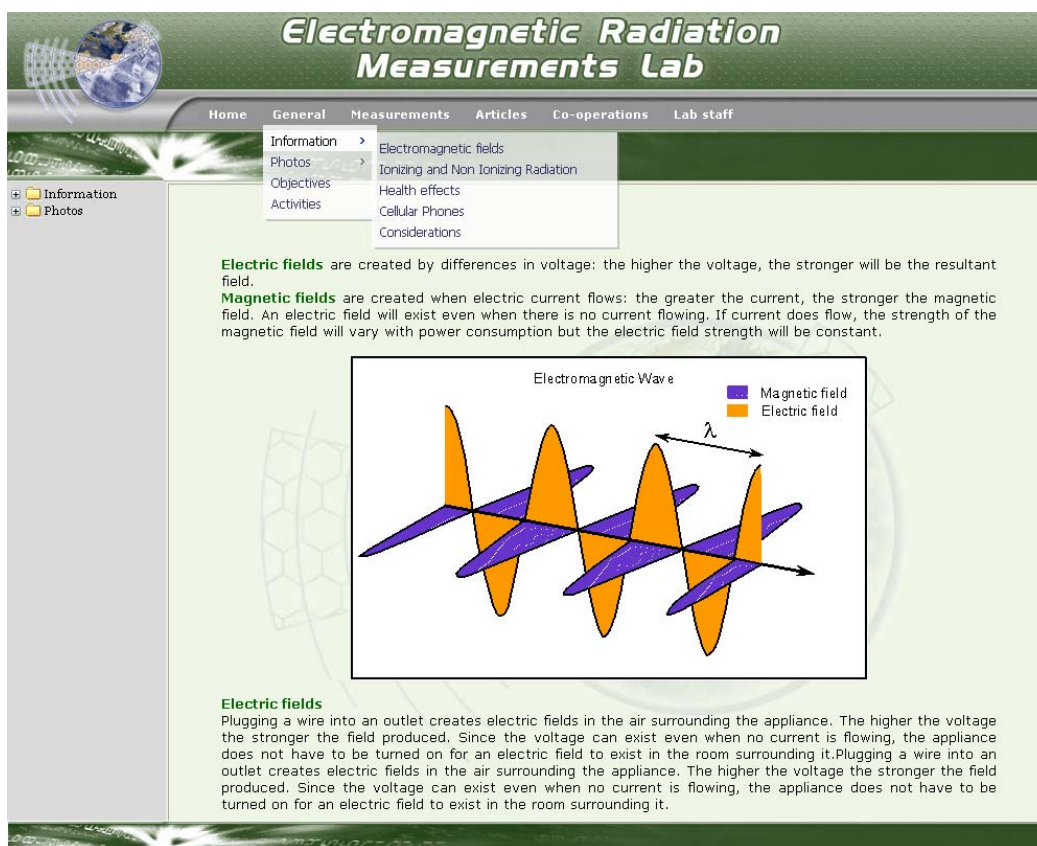 Electromagnetic Radiation
Measurements Lab
Home General Measurements Articles Co-operations Lab staff
Information
Photos
Objectives
Activities
Electromagnetic fields
Ionizing and Non Ionizing Radiation
Health effects
Cellular Phones
Considerations
Information
Photos
Electric fields are created by differences in voltage: the higher the voltage, the stronger will be the resultant
field.
Magnetic fields are created when electric current flows: the greater the current, the stronger the magnetic
field. An electric field will exist even when there is no current flowing. If current does flow, the strength of the
magnetic field will vary with power consumption but the electric field strength will be constant.
Electromagnetic Wave
Magnetic field
Electric field
λ
Electric fields
Plugging a wire into an outlet creates electric fields in the air surrounding the appliance. The higher the voltage
the stronger the field produced. Since the voltage can exist even when no current is flowing, the appliance
does not have to be turned on for an electric field to exist in the room surrounding it.Plugging a wire into an
outlet creates electric fields in the air surrounding the appliance. The higher the voltage the stronger the field
produced. Since the voltage can exist even when no current is flowing, the appliance does not have to be
turned on for an electric field to exist in the room surrounding it.